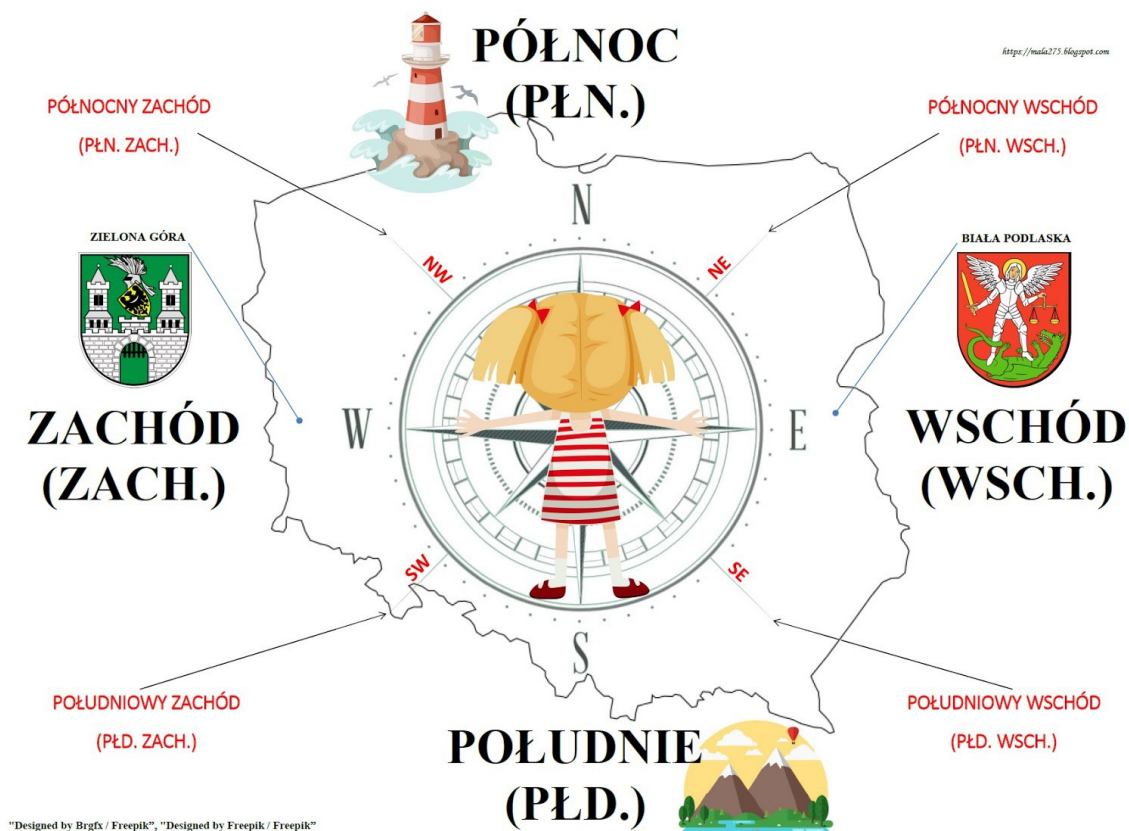 PÓŁNOC
(PŁN.)
https://mala275.blogspot.com
PÓŁNOCNY ZACHÓD
(PŁN. ZACH.)
PÓŁNOCNY WSCHÓD
(PŁN. WSCH.)
N
ZIELONA GÓRA
BIAŁA PODLASKA
NW
NE
ZACHÓD
(ZACH.)
W
E
WSCHÓD
(WSCH.)
SW
SE
S
POŁUDNIOWY ZACHÓD
(PŁD. ZACH.)
POŁUDNIOWY WSCHÓD
(PŁD. WSCH.)
POŁUDNIE
(PŁD.)
"Designed by Brgfx / Freepik”, "Designed by Freepik / Freepik”